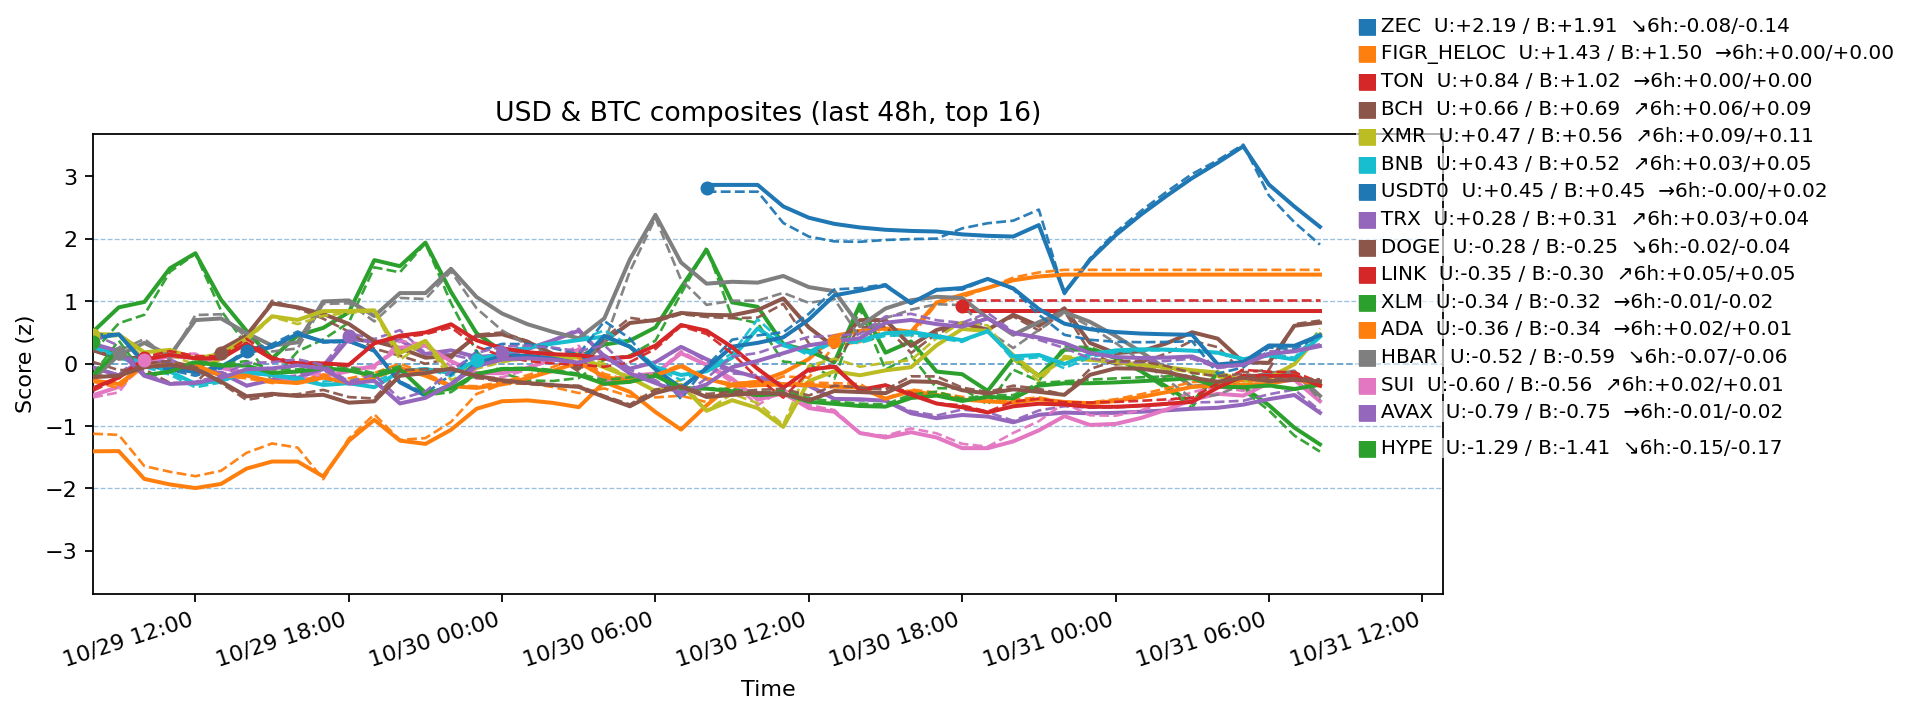 ZEC  U:+2.19 / B:+1.91  ↘6h:-0.08/-0.14
FIGR_HELOC  U:+1.43 / B:+1.50  →6h:+0.00/+0.00
TON  U:+0.84 / B:+1.02  →6h:+0.00/+0.00
BCH  U:+0.66 / B:+0.69  ↗6h:+0.06/+0.09
XMR  U:+0.47 / B:+0.56  ↗6h:+0.09/+0.11
BNB  U:+0.43 / B:+0.52  ↗6h:+0.03/+0.05
USDT0  U:+0.45 / B:+0.45  →6h:-0.00/+0.02
TRX  U:+0.28 / B:+0.31  ↗6h:+0.03/+0.04
DOGE  U:-0.28 / B:-0.25  ↘6h:-0.02/-0.04
LINK  U:-0.35 / B:-0.30  ↗6h:+0.05/+0.05
XLM  U:-0.34 / B:-0.32  →6h:-0.01/-0.02
ADA  U:-0.36 / B:-0.34  →6h:+0.02/+0.01
HBAR  U:-0.52 / B:-0.59  ↘6h:-0.07/-0.06
SUI  U:-0.60 / B:-0.56  ↗6h:+0.02/+0.01
AVAX  U:-0.79 / B:-0.75  →6h:-0.01/-0.02
HYPE  U:-1.29 / B:-1.41  ↘6h:-0.15/-0.17
USD & BTC composites (last 48h, top 16)
Score (z)
3
2
1
0
−1
−2
−3
10/29 12:00
10/29 18:00
10/30 00:00
10/30 06:00
10/30 12:00
10/30 18:00
10/31 00:00
10/31 06:00
10/31 12:00
Time